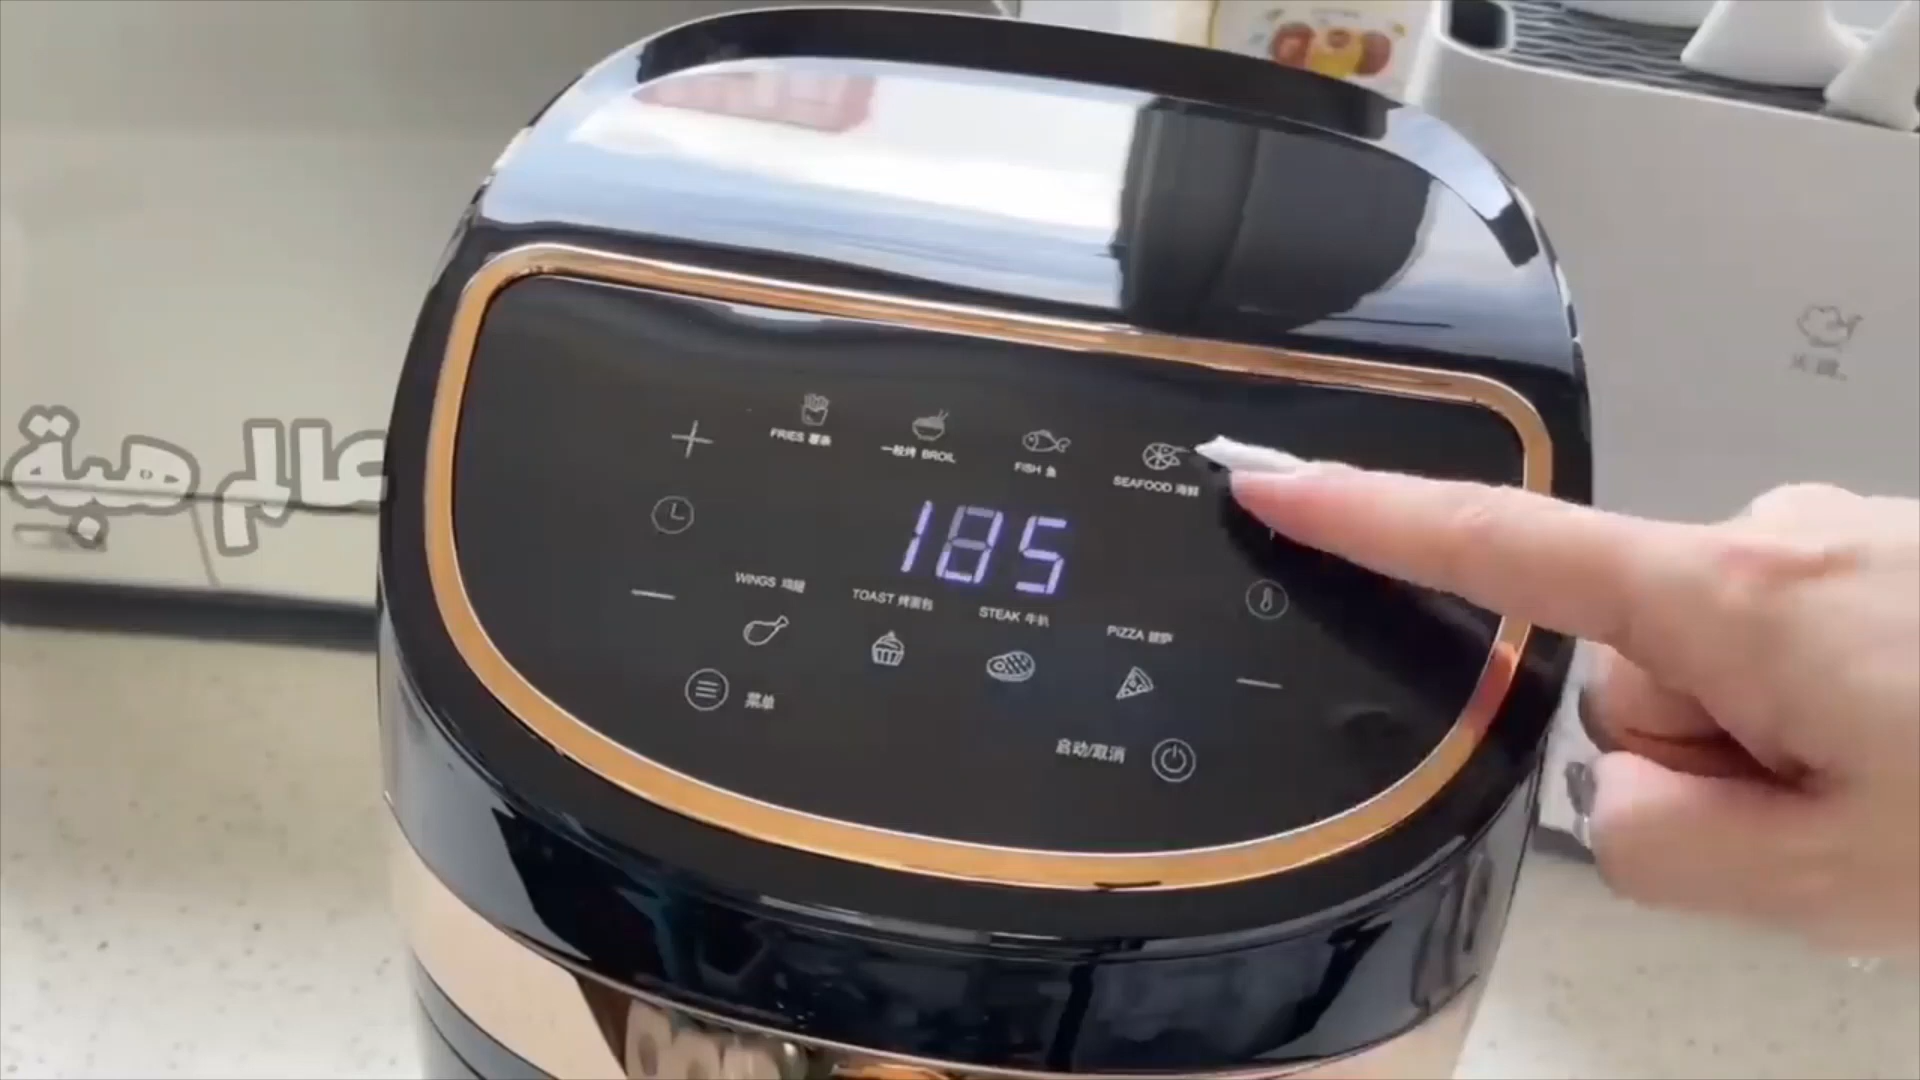 FRIES 薯条
一般烤 BROIL
FISH 鱼
SEAFOOD 海鲜
185
WINGS 鸡腿
TOAST 烤面包
STEAK 牛扒
PIZZA 披萨
菜单
启动/取消
عالم هبة